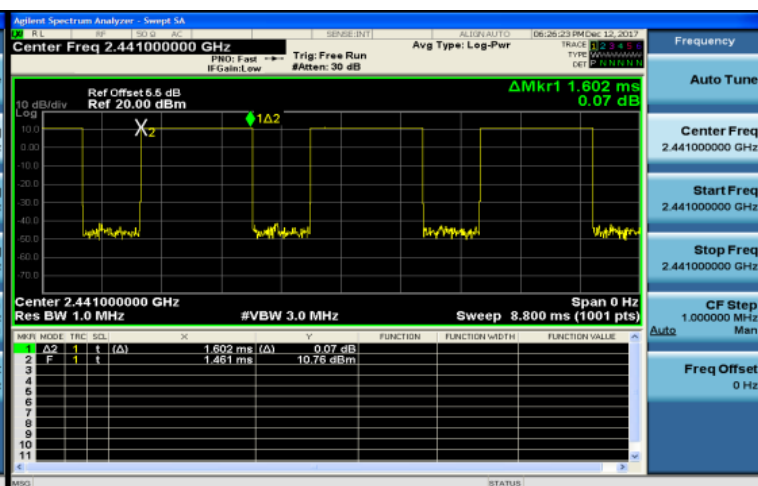 Agilent Spectrum Analyzer - Swept SA
RL RF 50 Ω AC SENSE:INT ALIGNAUTO 06:26:23 PM Dec 12, 2017
Center Freq 2.441000000 GHz
PNO: Fast
IFGain:Low
Trig: Free Run
#Atten: 30 dB
Avg Type: Log-Pwr
TRACE 1 2 3 4 5 6
TYPE W
DET P N N N N N
Frequency
Auto Tune
Center Freq
2.441000000 GHz
Start Freq
2.441000000 GHz
Stop Freq
2.441000000 GHz
CF Step
1.000000 MHz
Auto Man
Freq Offset
0 Hz
Ref Offset 5.5 dB
10 dB/div Ref 20.00 dBm
Log
ΔMkr1 1.602 ms
0.07 dB
10.0
0.00
-10.0
-20.0
-30.0
-40.0
-50.0
-60.0
-70.0
X2
1Δ2
Center 2.441000000 GHz Span 0 Hz
Res BW 1.0 MHz #VBW 3.0 MHz Sweep 8.800 ms (1001 pts)
MKR MODE TRC SCL X Y FUNCTION FUNCTION WIDTH FUNCTION VALUE
1 Δ2 1 t (Δ) 1.602 ms (Δ) 0.07 dB
2 F 1 t 1.461 ms 10.76 dBm
3
4
5
6
7
8
9
10
11
MSG STATUS